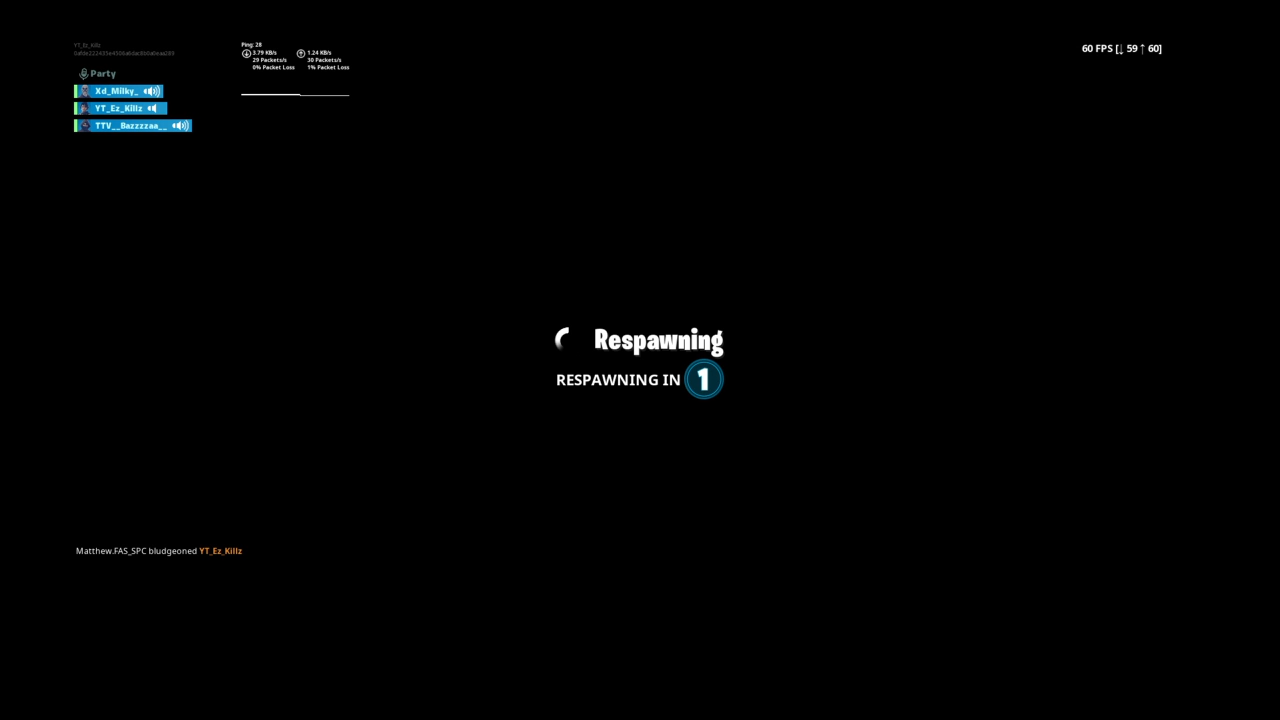 YT_Ez_Killz
Party
Xd_Milky_
YT_Ez_Killz
TTV__Bazzzzaa__
Ping: 28
3.79 KB/s
29 Packets/s
0% Packet Loss
1.24 KB/s
30 Packets/s
1% Packet Loss
60 FPS [↓ 59 ↑ 60]
Respawning
RESPAWNING IN 1
Matthew.FAS_SPC bludgeoned YT_Ez_Killz